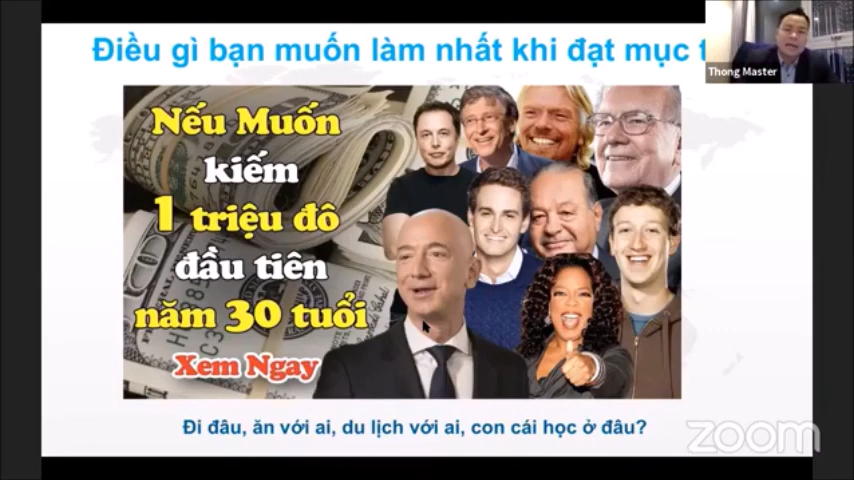 Điều gì bạn muốn làm nhất khi đạt mục t
Thong Master
Nếu Muốn
kiếm
1 triệu đô
đầu tiên
năm 30 tuổi
Xem Ngay
Đi đâu, ăn với ai, du lịch với ai, con cái học ở đâu?
zoom